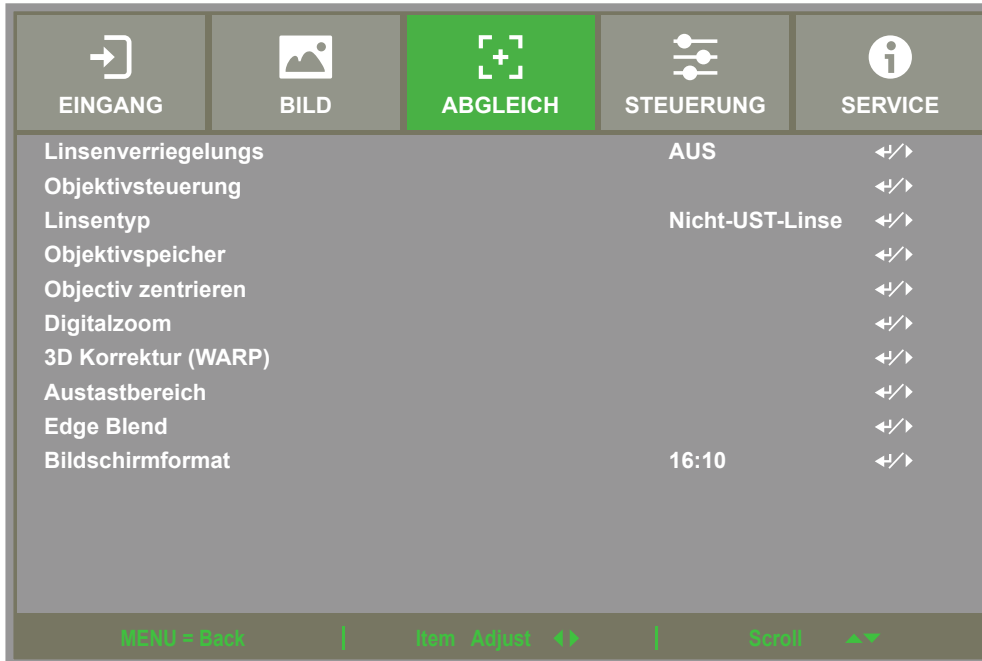 EINGANG BILD ABGLEICH STEUERUNG SERVICE
Linsenverriegelungs AUS
Objektivsteuerung
Linsentyp Nicht-UST-Linse
Objektivspeicher
Objectiv zentrieren
Digitalzoom
3D Korrektur (WARP)
Austastbereich
Edge Blend
Bildschirmformat 16:10
MENU = Back Item Adjust Scroll